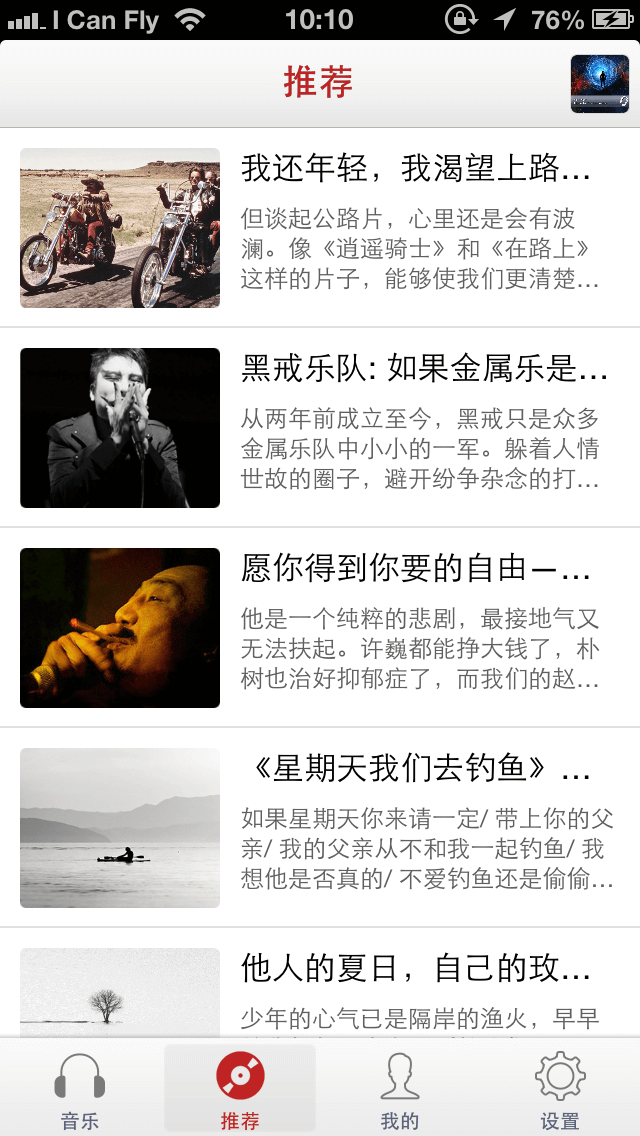 I Can Fly
10:10
76%
推荐
我还年轻，我渴望上路...
但谈起公路片，心里还是会有波
澜。像《逍遥骑士》和《在路上》
这样的片子，能够使我们更清楚...
黑戒乐队: 如果金属乐是...
从两年前成立至今，黑戒只是众多
金属乐队中小小的一军。躲着人情
世故的圈子，避开纷争杂念的打...
愿你得到你要的自由—...
他是一个纯粹的悲剧，最接地气又
无法扶起。许巍都能挣大钱了，朴
树也治好抑郁症了，而我们的赵...
《星期天我们去钓鱼》...
如果星期天你来请一定/ 带上你的父
亲/ 我的父亲从不和我一起钓鱼/ 我
想他是否真的/ 不爱钓鱼还是偷偷...
他人的夏日，自己的玫...
少年的心气已是隔岸的渔火，早早
音乐
推荐
我的
设置